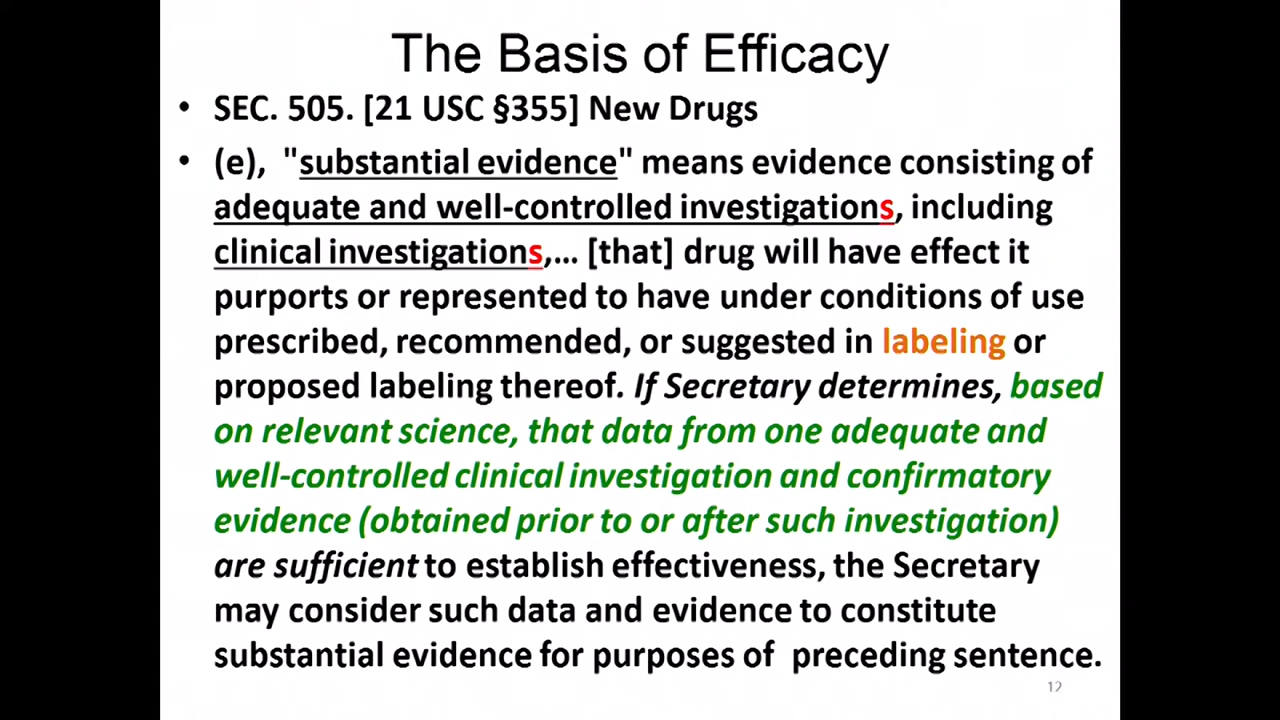 The Basis of Efficacy
• SEC. 505. [21 USC §355] New Drugs
• (e), "substantial evidence" means evidence consisting of
adequate and well-controlled investigations, including
clinical investigations,... [that] drug will have effect it
purports or represented to have under conditions of use
prescribed, recommended, or suggested in labeling or
proposed labeling thereof. If Secretary determines, based
on relevant science, that data from one adequate and
well-controlled clinical investigation and confirmatory
evidence (obtained prior to or after such investigation)
are sufficient to establish effectiveness, the Secretary
may consider such data and evidence to constitute
substantial evidence for purposes of preceding sentence.
12